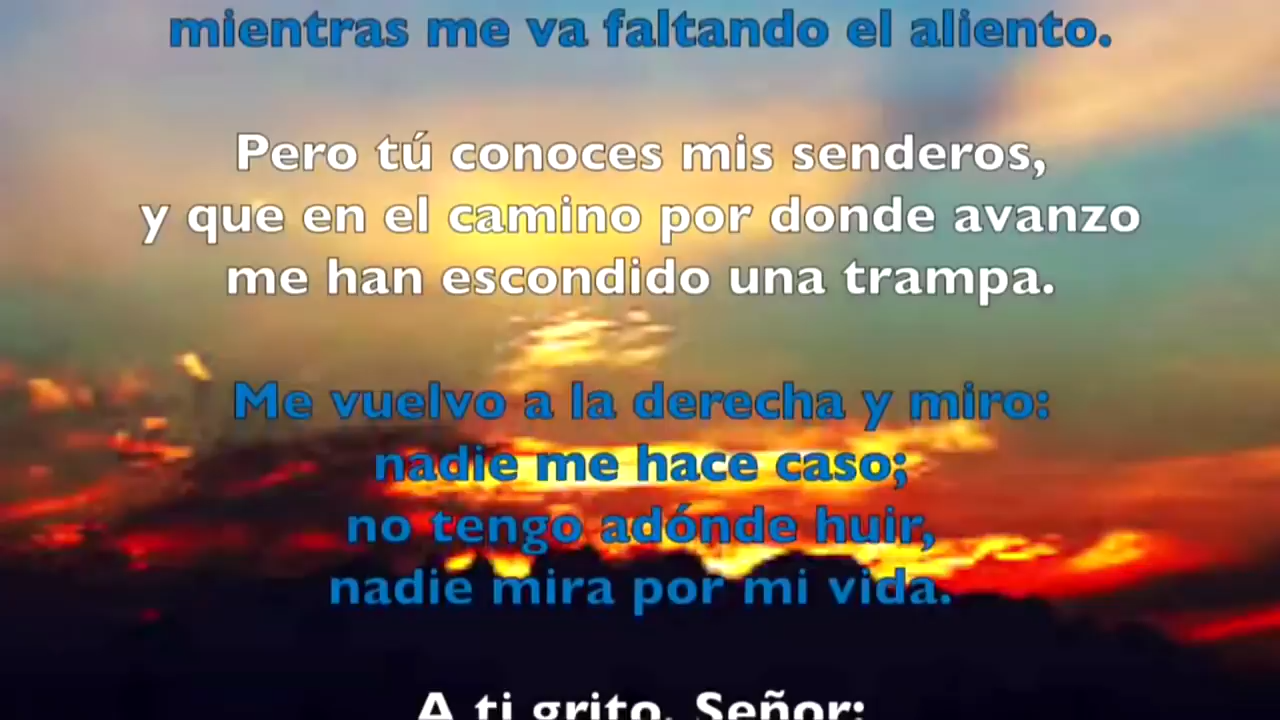 mientras me va faltando el aliento.
Pero tú conoces mis senderos,
y que en el camino por donde avanzo
me han escondido una trampa.
Me vuelvo a la derecha y miro:
nadie me hace caso;
no tengo adónde huir,
nadie mira por mi vida.
A ti grito, Señor: